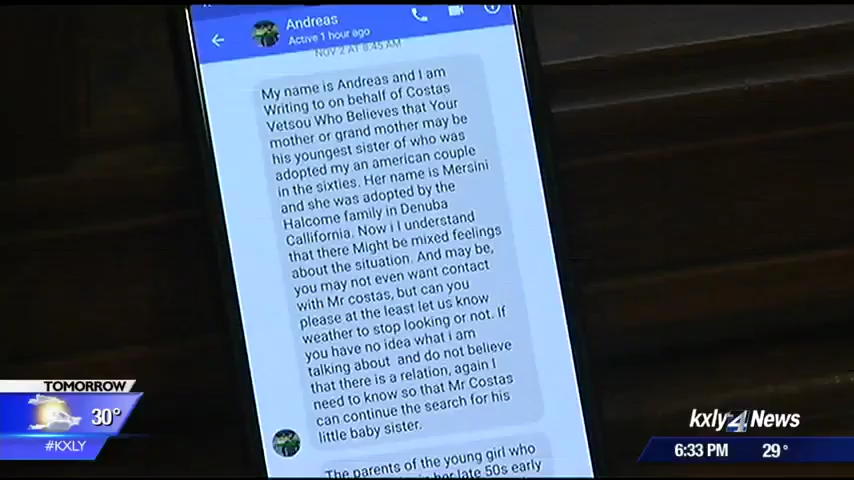 Andreas
Active 1 hour ago
NOV 2 AT 8:45 AM
My name is Andreas and I am
Writing to on behalf of Costas
Vetsou Who Believes that Your
mother or grand mother may be
his youngest sister of who was
adopted my an american couple
in the sixties. Her name is Mersini
and she was adopted by the
Halcome family in Denuba
Callifornia. Now i I understand
that there Might be mixed feelings
about the situation. And may be,
you may not even want contact
with Mr costas, but can you
please at the least let us know
weather to stop looking or not. If
you have no idea what i am
talking about and do not believe
that there is a relation, again I
need to know so that Mr Costas
can continue the search for his
little baby sister.
The parents of the young girl who
her late 50s early
TOMORROW
30°
#KXLY
kxly 4 News
6:33 PM 29°